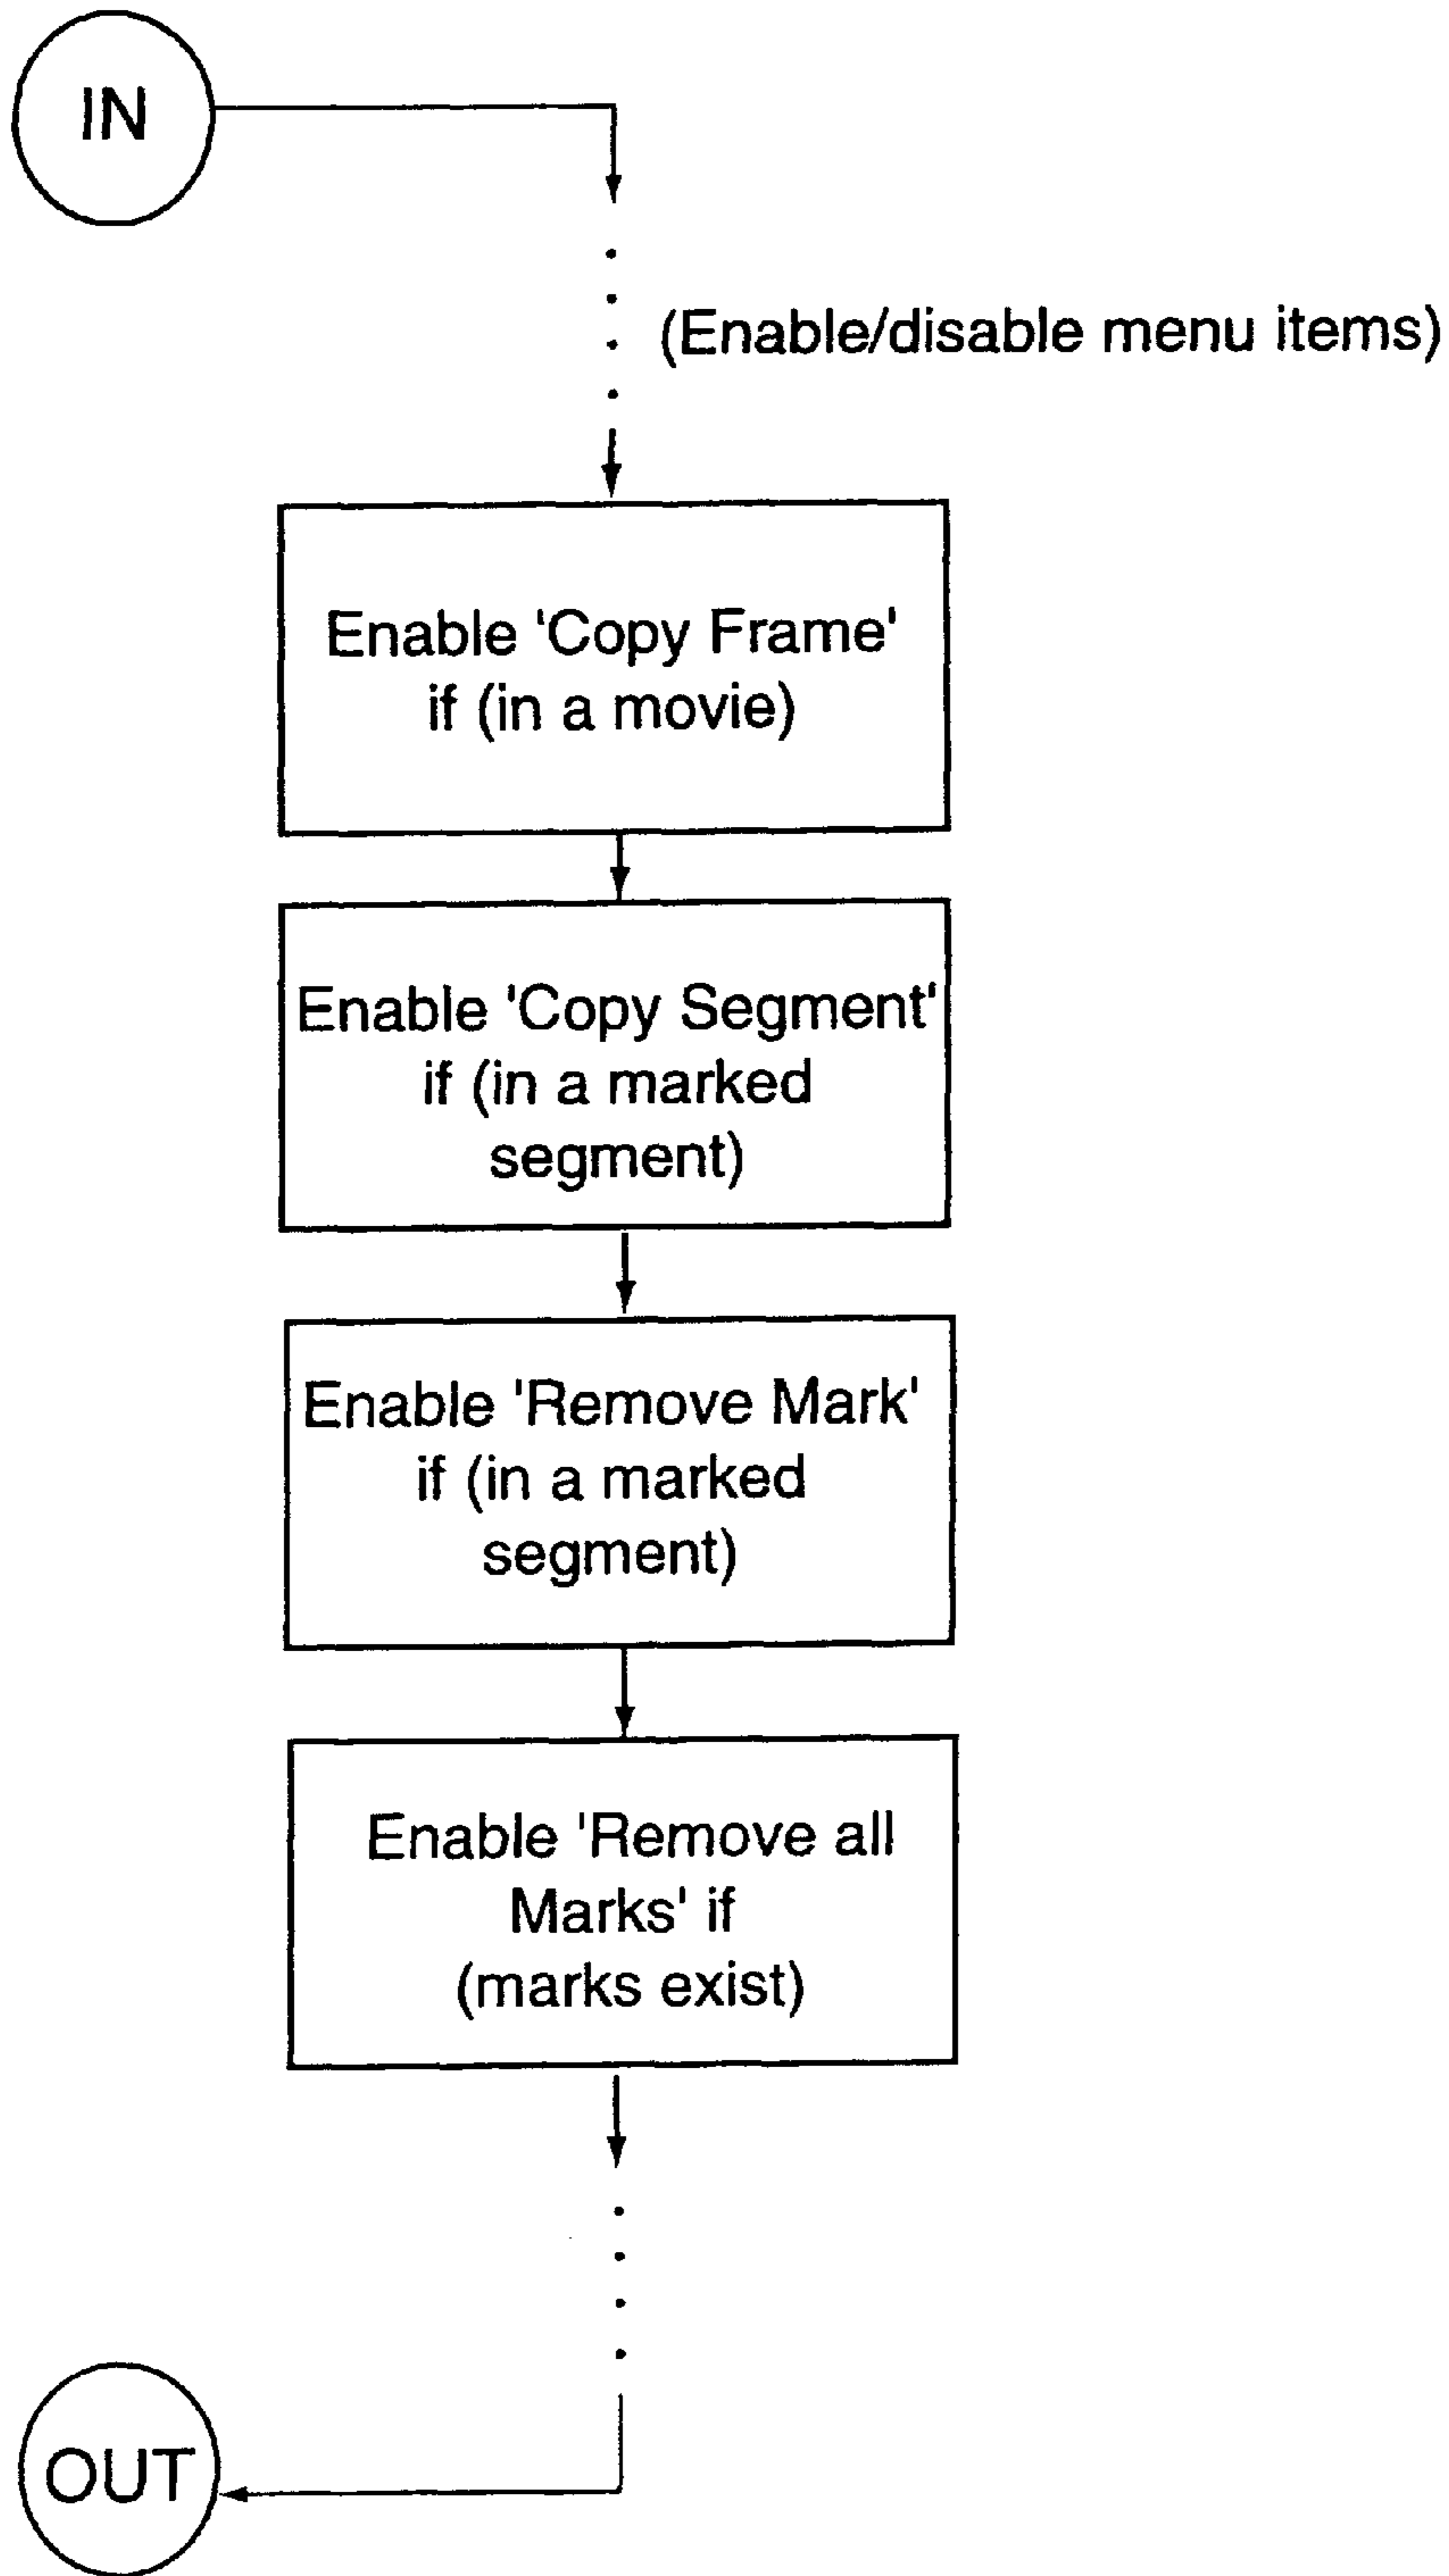 IN
(Enable/disable menu items)
Enable 'Copy Frame'
if (in a movie)
Enable 'Copy Segment'
if (in a marked
segment)
Enable 'Remove Mark'
if (in a marked
segment)
Enable 'Remove all
Marks' if
(marks exist)
OUT